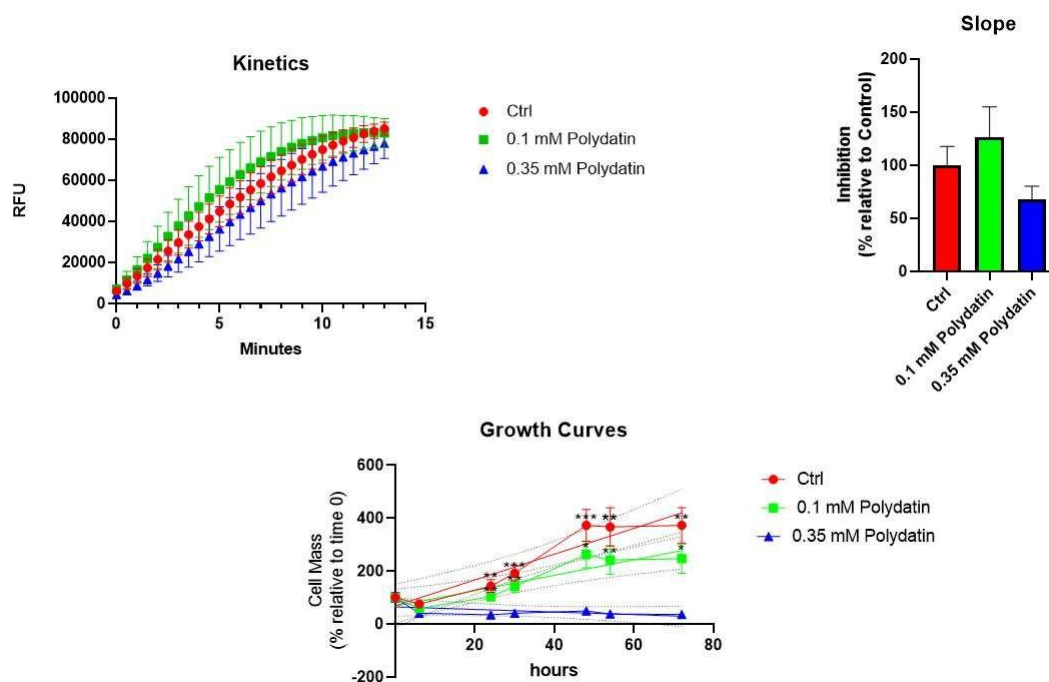 Kinetics
RFU
100000
80000
60000
40000
20000
0
0
5
10
15
Minutes
Ctrl
0.1 mM Polydatin
0.35 mM Polydatin
Slope
Inhibition
(% relative to Control)
200
150
100
50
0
Ctrl
0.1 mM Polydatin
0.35 mM Polydatin
Growth Curves
Cell Mass
(% relative to time 0)
600
400
200
0
-200
20
40
60
80
hours
***
**
**
*
**
*
**
***
Ctrl
0.1 mM Polydatin
0.35 mM Polydatin